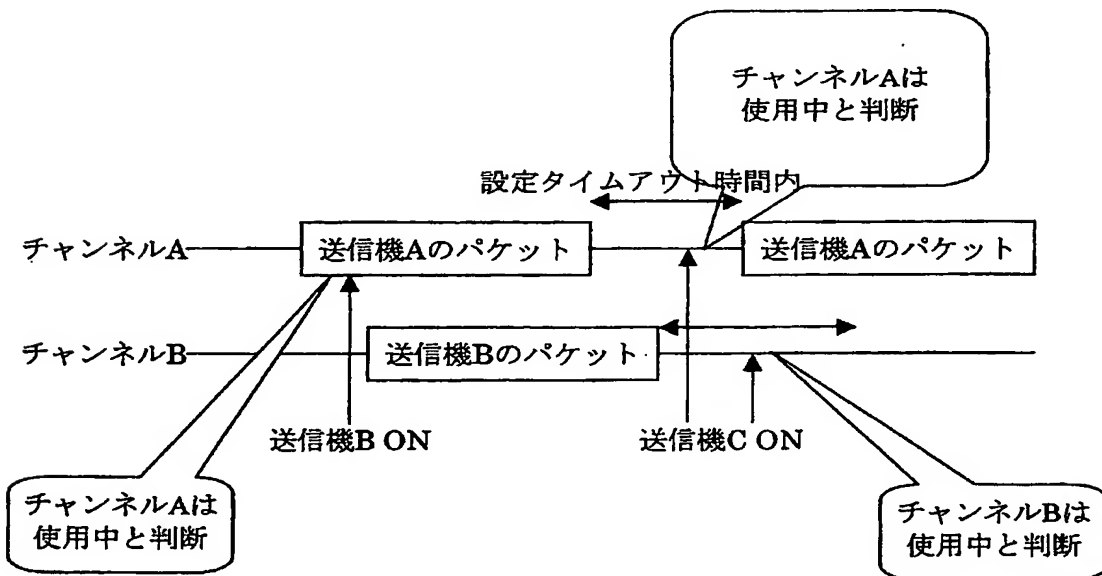 チャンネルAは
使用中と判断
設定タイムアウト時間内
チャンネルA
送信機Aのパケット
送信機Aのパケット
チャンネルB
送信機Bのパケット
送信機B ON
送信機C ON
チャンネルAは
使用中と判断
チャンネルBは
使用中と判断